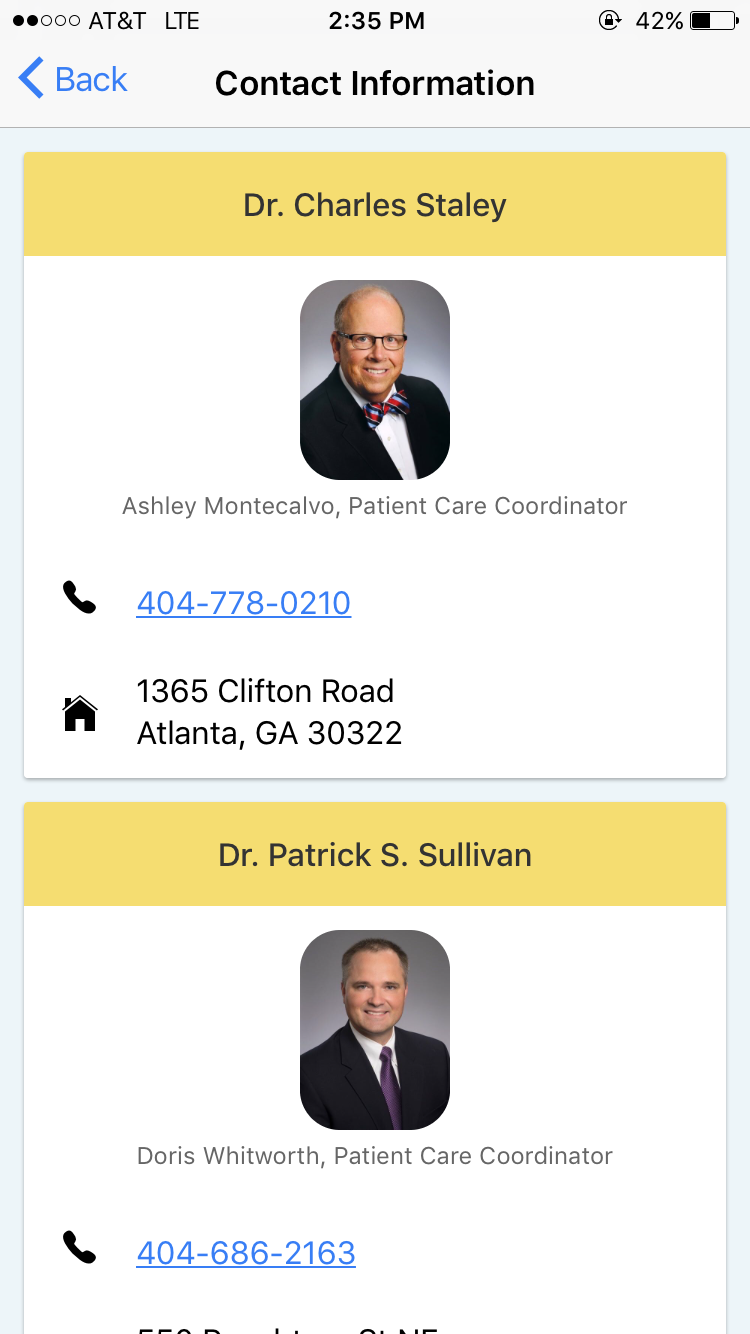 AT&T LTE 2:35 PM 42%
Back Contact Information
Dr. Charles Staley
Ashley Montecalvo, Patient Care Coordinator
404-778-0210
1365 Clifton Road
Atlanta, GA 30322
Dr. Patrick S. Sullivan
Doris Whitworth, Patient Care Coordinator
404-686-2163